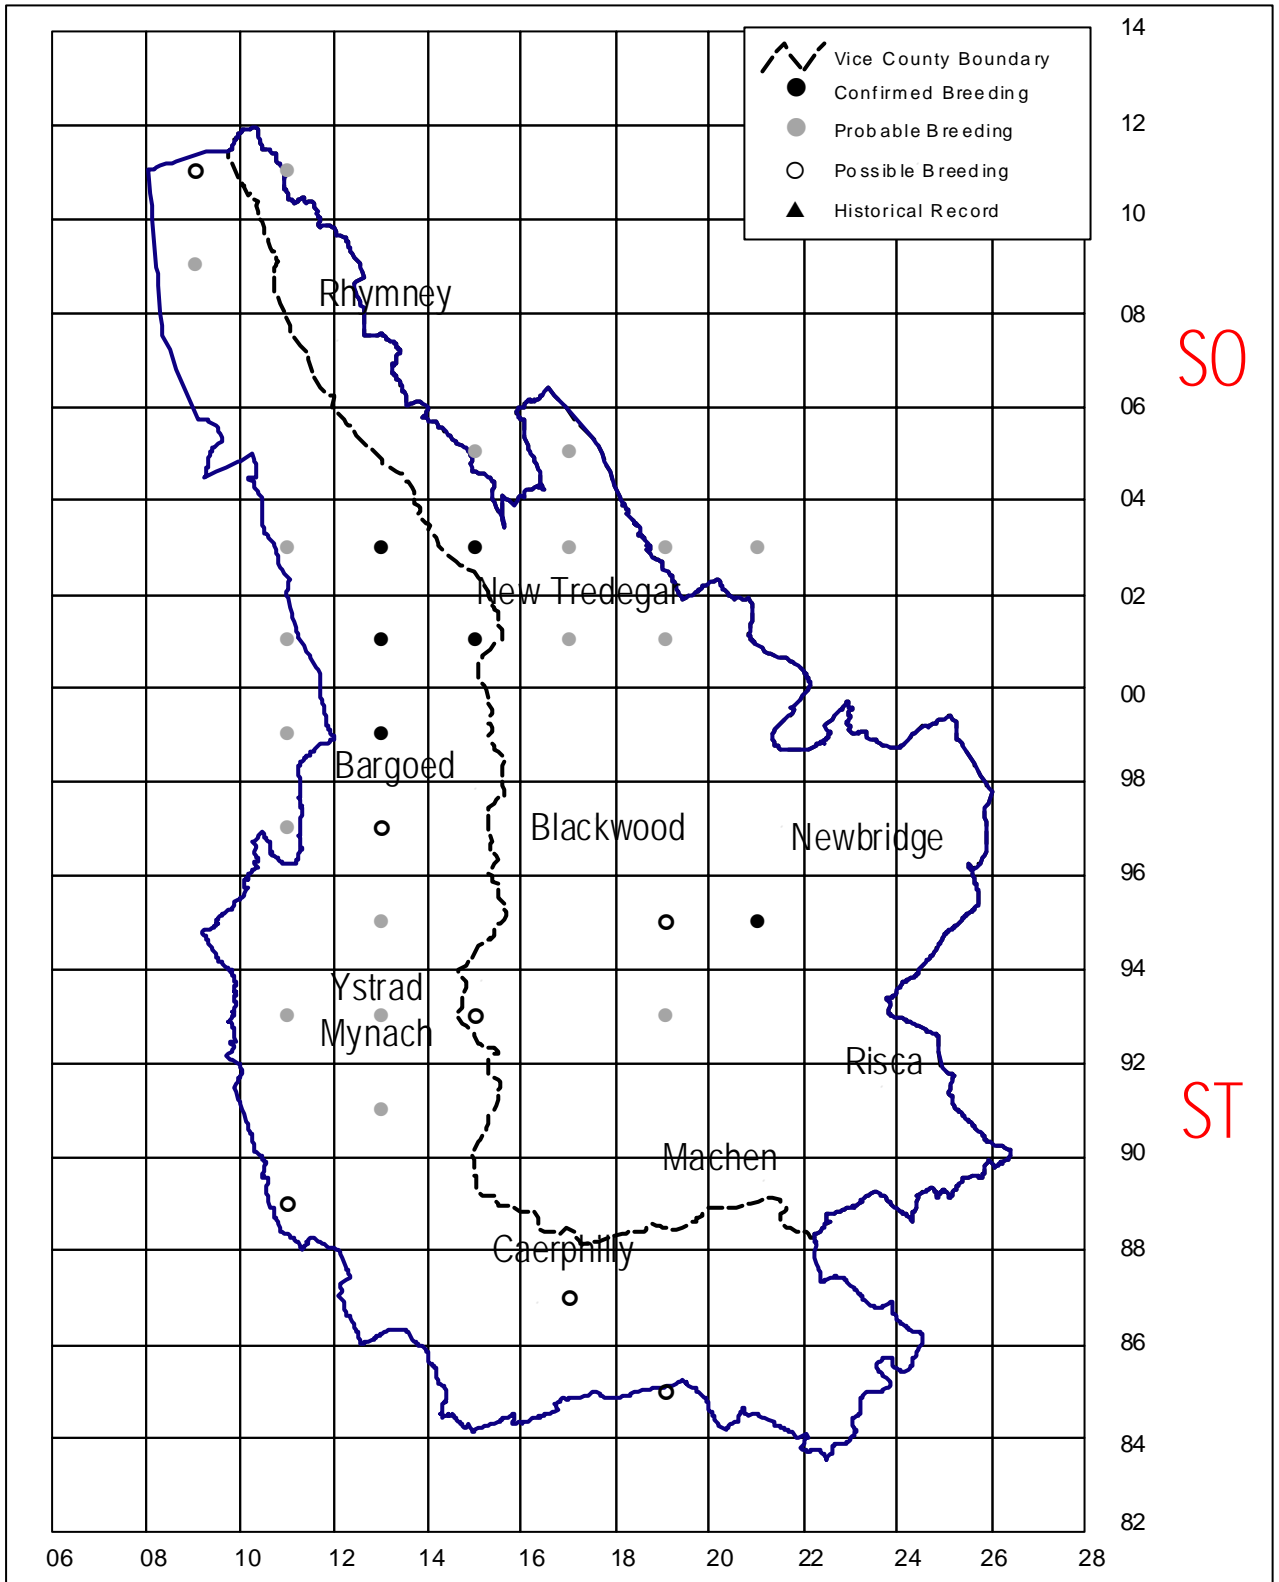 14
Vice County Boundary
Confirmed Breeding
Probable Breeding
Possible Breeding
Historical Record
12
10
Rhymney
08
SO
06
04
New Tredegar
02
00
Bargoed
98
Blackwood
Newbridge
96
94
Ystrad
Mynach
Risca
92
ST
Machen
90
Caerphilly
88
86
84
82
06 08 10 12 14 16 18 20 22 24 26 28